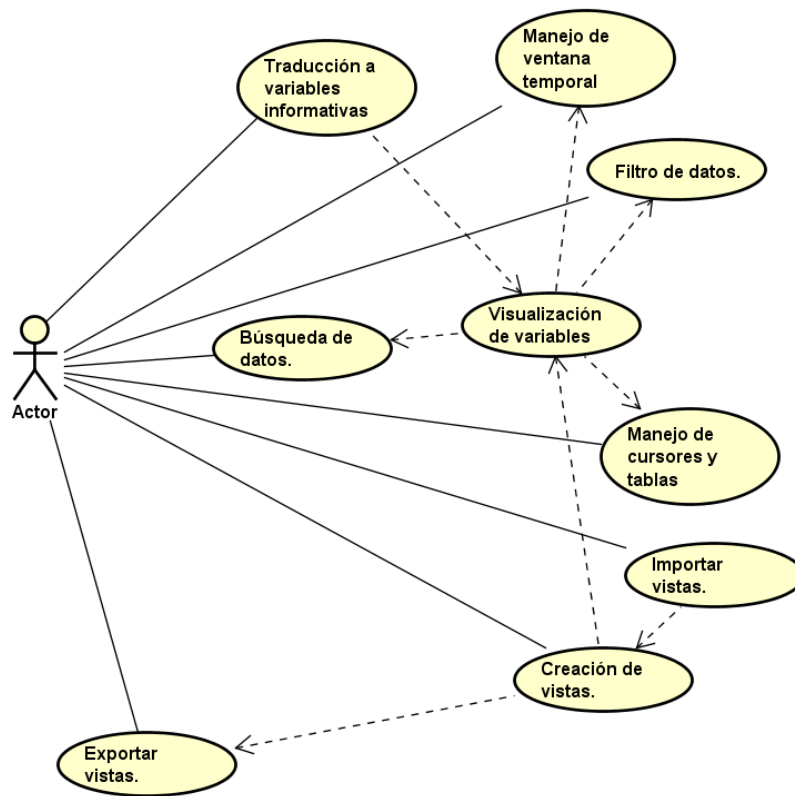 Traducción a
variables
informativas
Manejo de
ventana
temporal
Filtro de datos.
Visualización
de variables
Búsqueda de
datos.
Actor
Manejo de
cursores y
tablas
Importar
vistas.
Creación de
vistas.
Exportar
vistas.